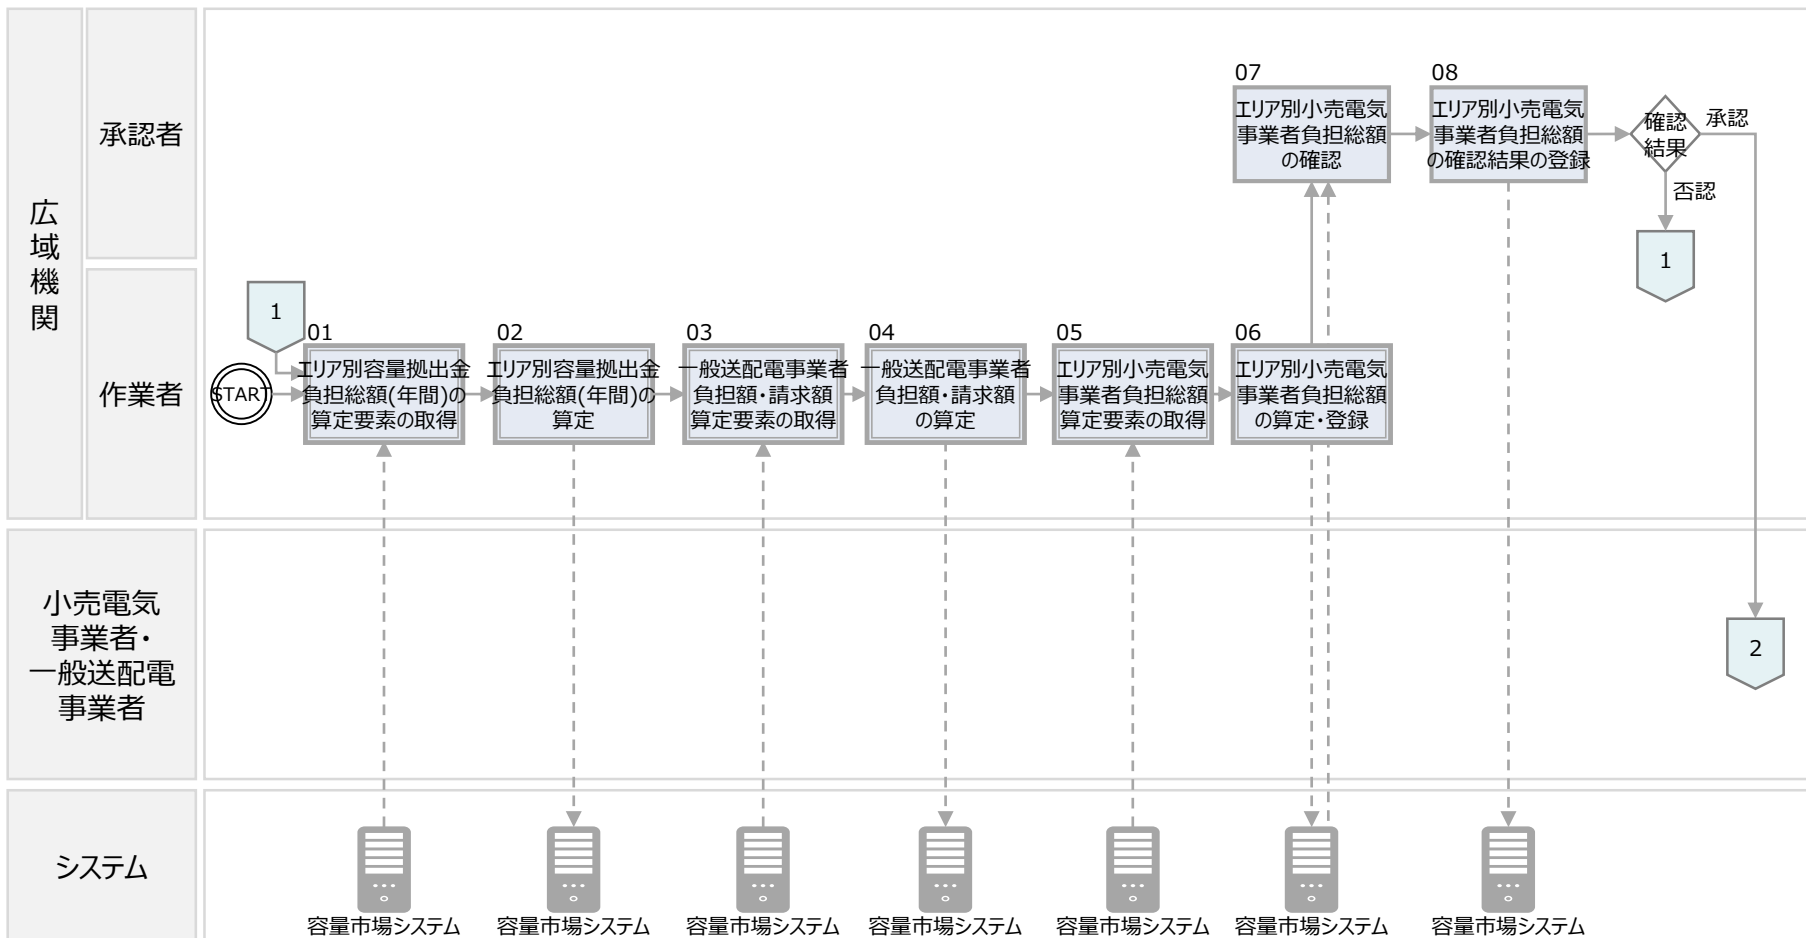 広
域
機
関
承認者
07
エリア別小売電気
事業者負担総額
の確認
08
エリア別小売電気
事業者負担総額
の確認結果の登録
確認
結果
承認
否認
1
作業者
1
START
01
エリア別容量拠出金
負担総額(年間)の
算定要素の取得
02
エリア別容量拠出金
負担総額(年間)の
算定
03
一般送配電事業者
負担額・請求額
算定要素の取得
04
一般送配電事業者
負担額・請求額
の算定
05
エリア別小売電気
事業者負担総額
算定要素の取得
06
エリア別小売電気
事業者負担総額
の算定・登録
小売電気
事業者・
一般送配電
事業者
2
システム
容量市場システム
容量市場システム
容量市場システム
容量市場システム
容量市場システム
容量市場システム
容量市場システム